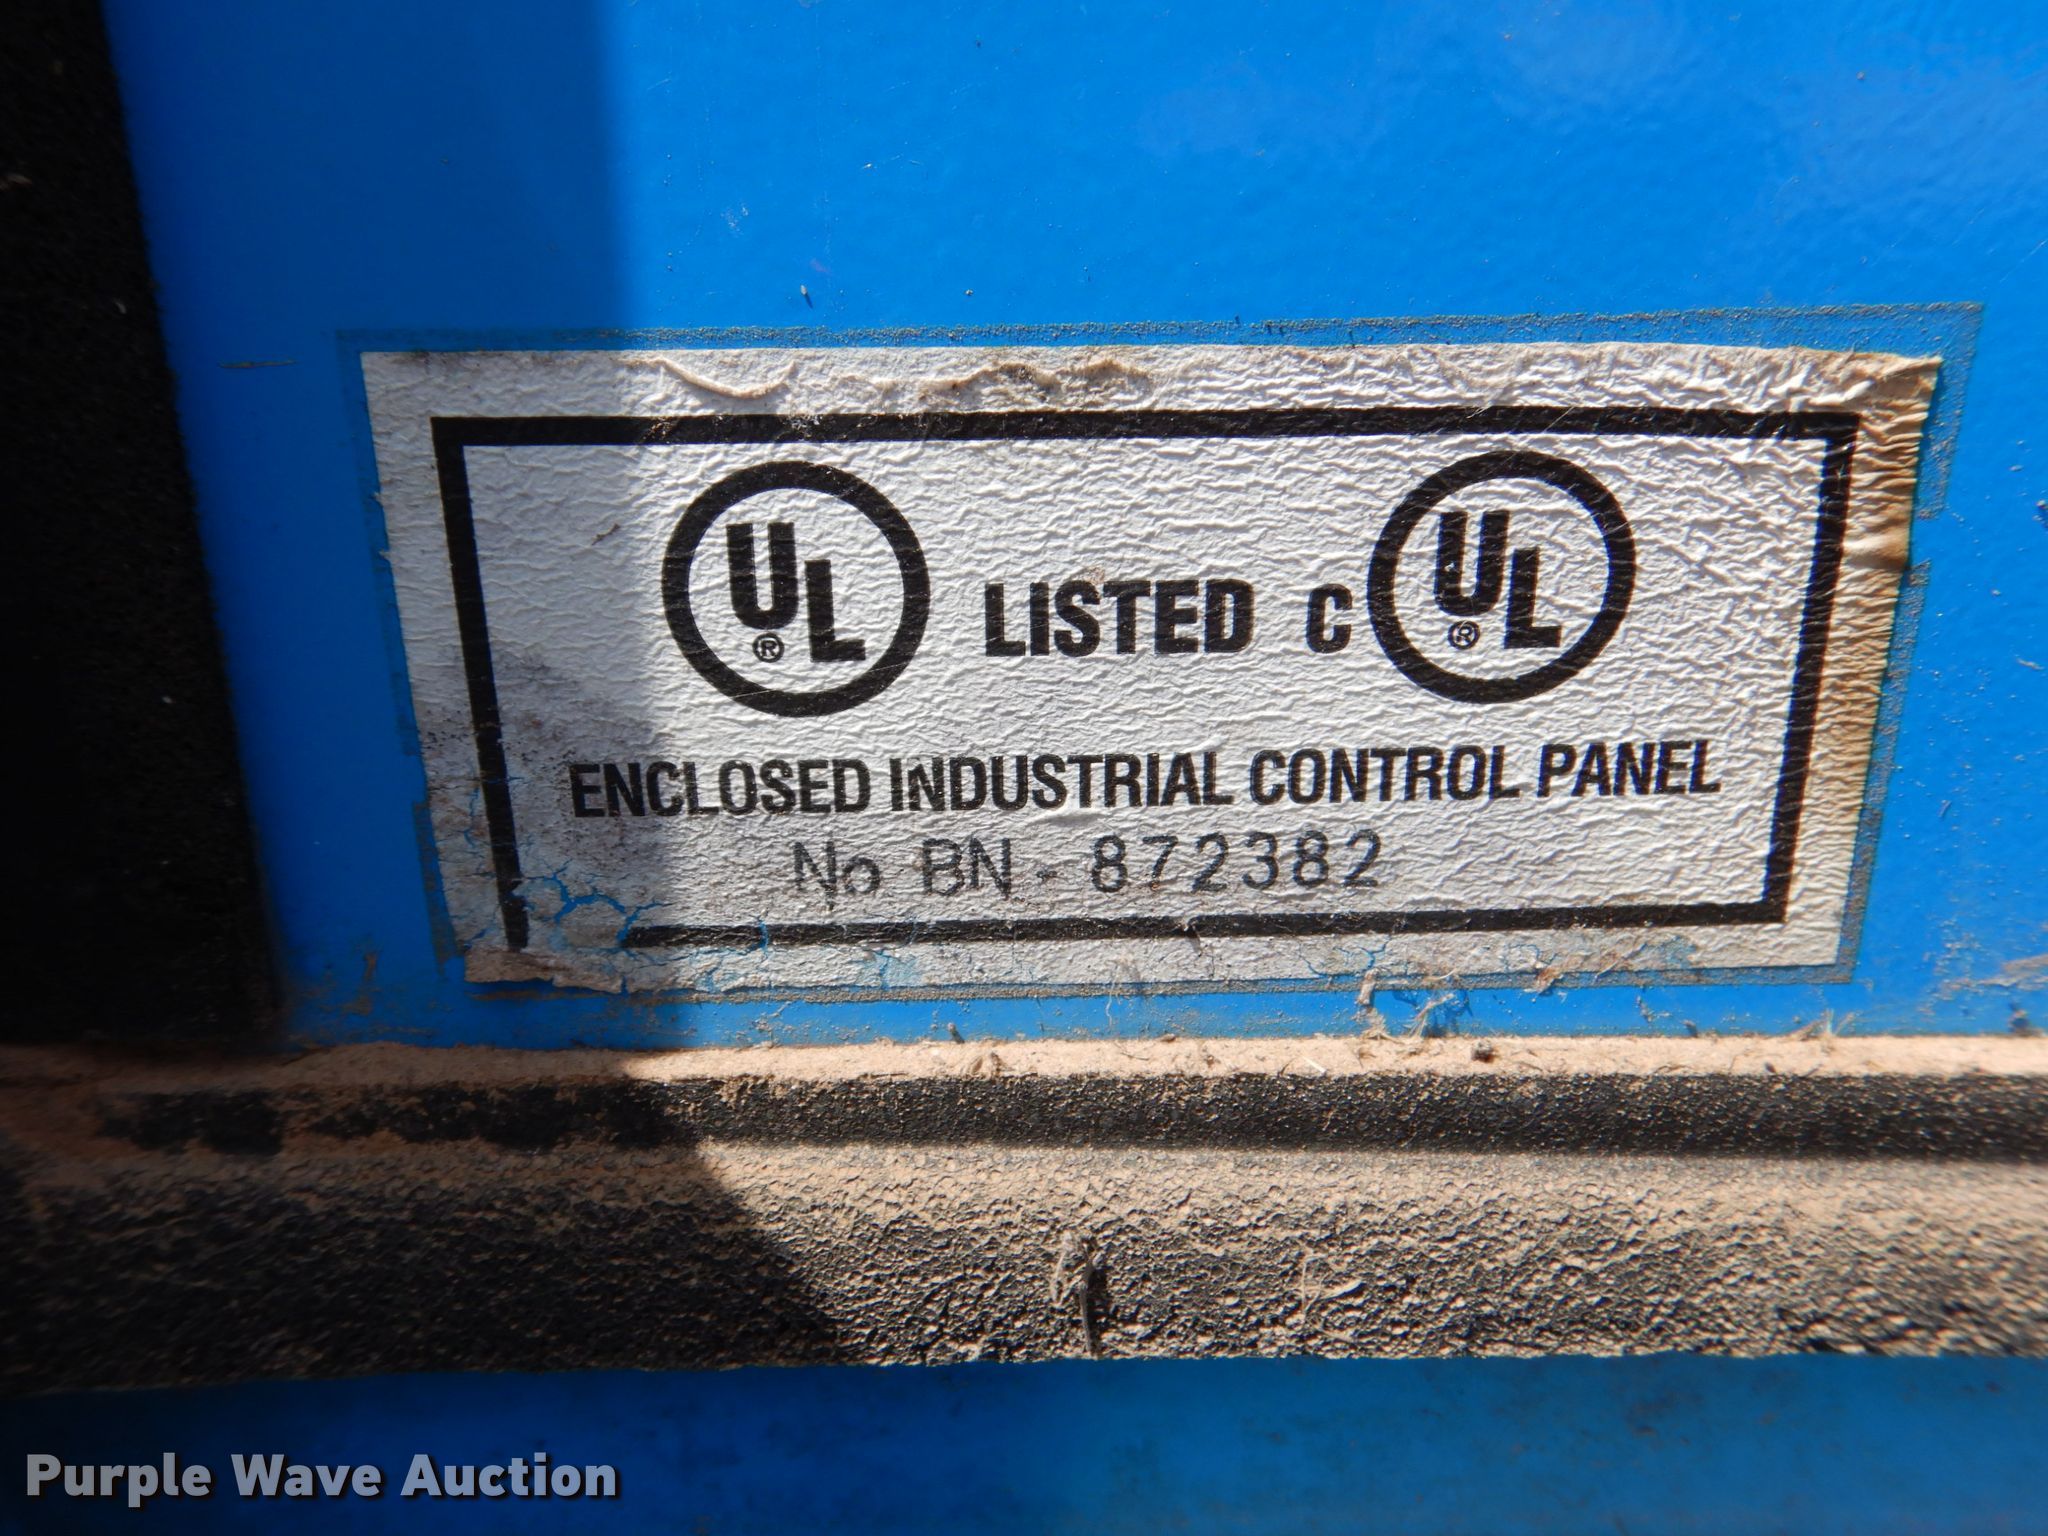 UL® LISTED C UL®
ENCLOSED INDUSTRIAL CONTROL PANEL
No BN-872382
Purple Wave Auction